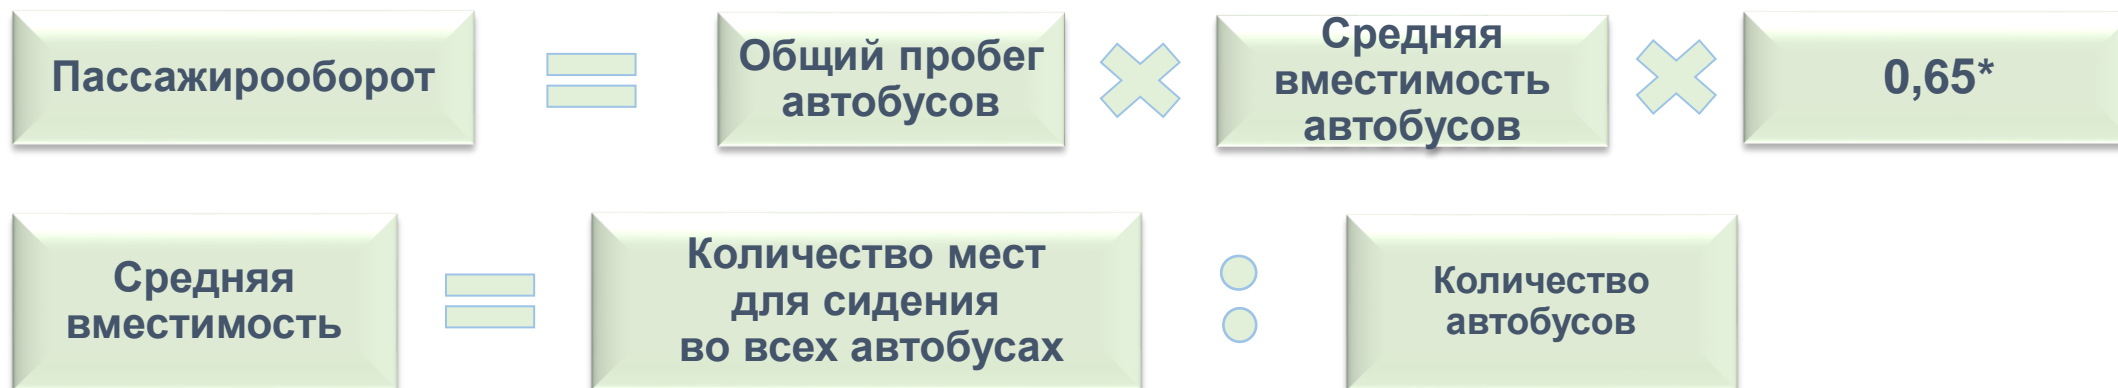 Пассажирооборот
Общий пробег
автобусов
Средняя
вместимость
автобусов
0,65*
Средняя
вместимость
Количество мест
для сидения
во всех автобусах
Количество
автобусов